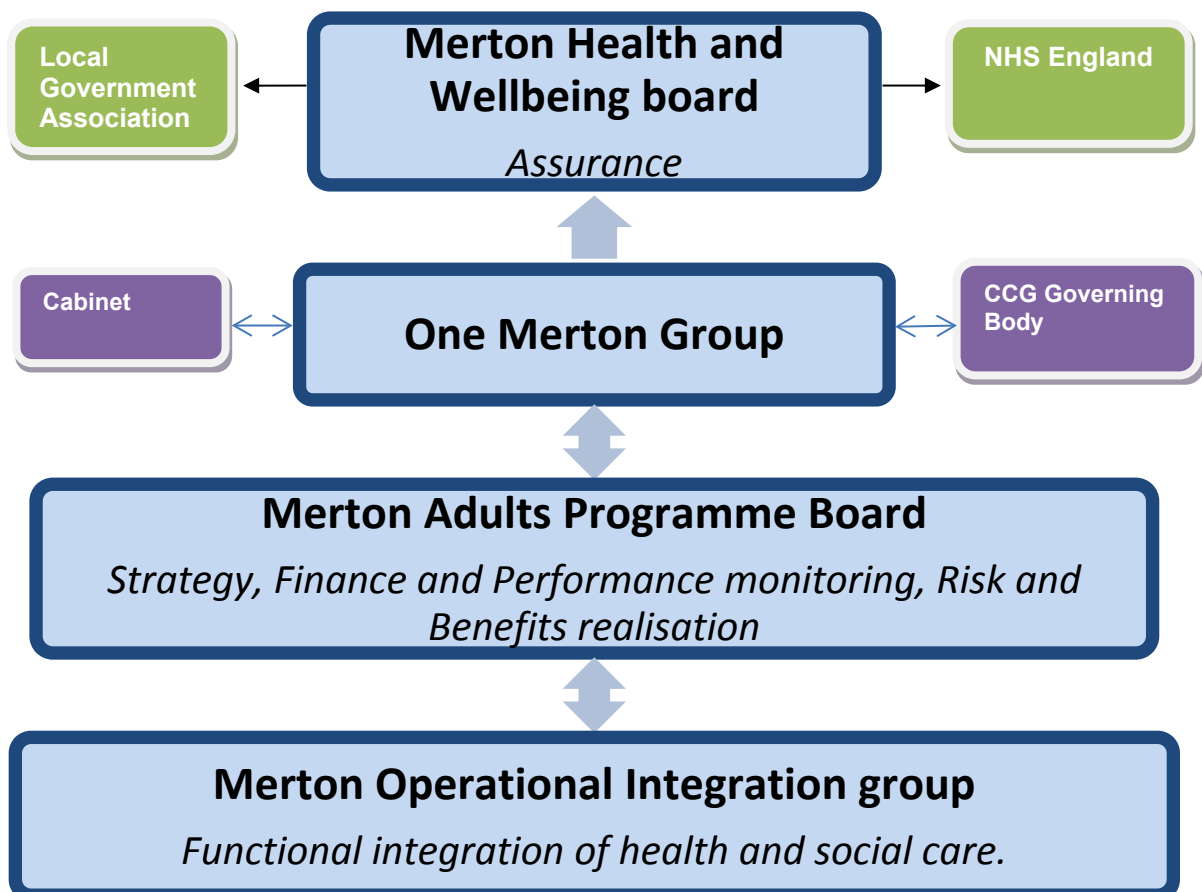 Local
Government
Association
Merton Health and
Wellbeing board
Assurance
NHS England
Cabinet
One Merton Group
CCG Governing
Body
Merton Adults Programme Board
Strategy, Finance and Performance monitoring, Risk and
Benefits realisation
Merton Operational Integration group
Functional integration of health and social care.